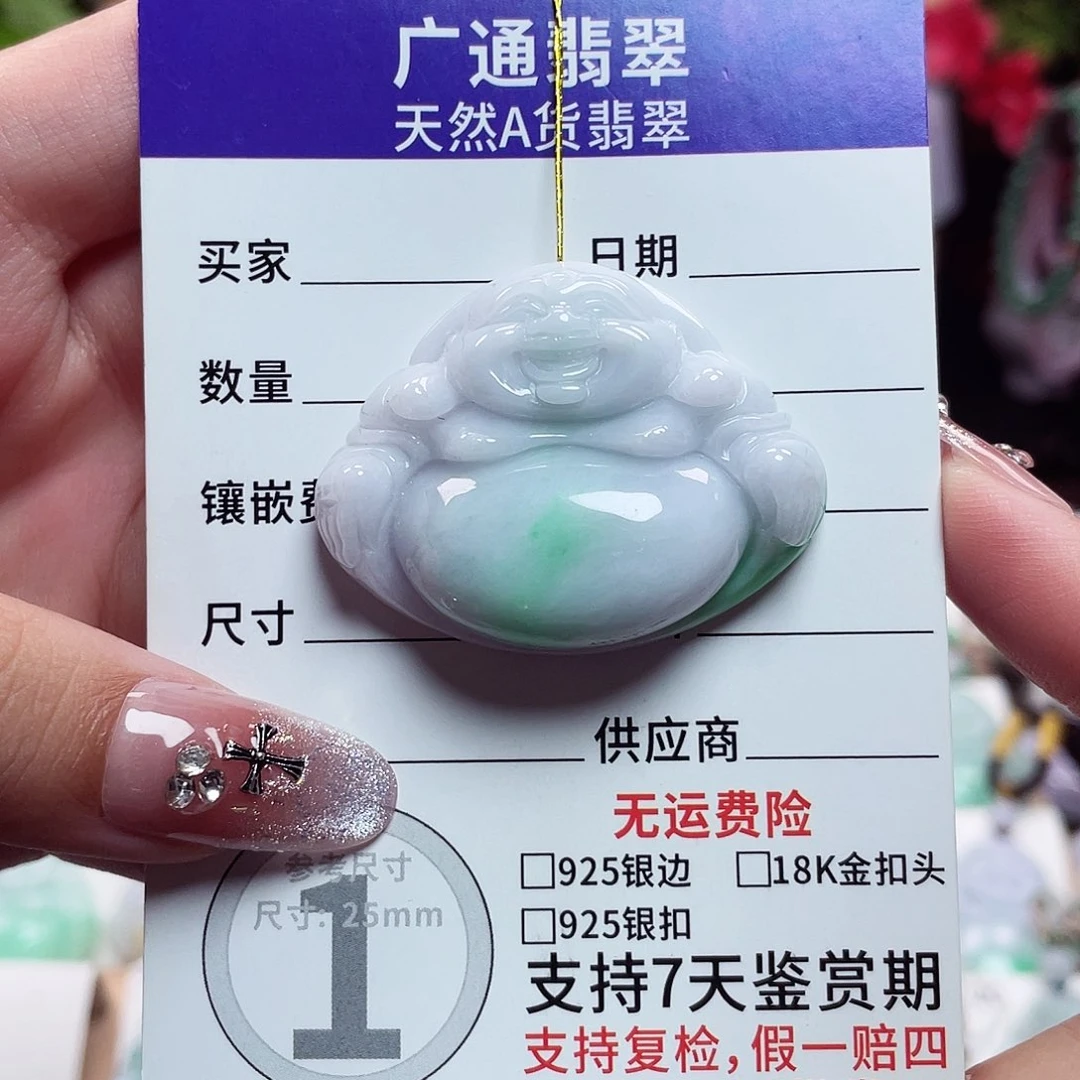 广通翡翠
天然A货翡翠
买家 日期
数量
镶嵌费
尺寸
供应商
无运费险
参考尺寸
尺寸: 25mm
1
□925银边 □18K金扣头
□925银扣
支持7天鉴赏期
支持复检,假一赔四